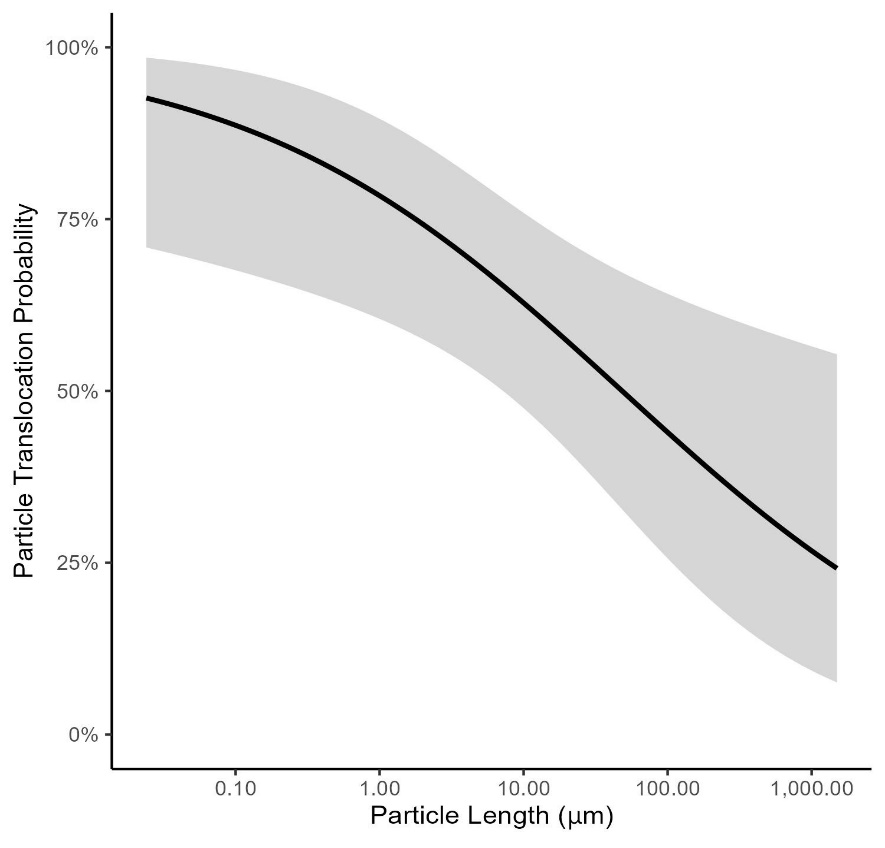 Particle Translocation Probability
100%
75%
50%
25%
0%
0.10 1.00 10.00 100.00 1,000.00
Particle Length (μm)